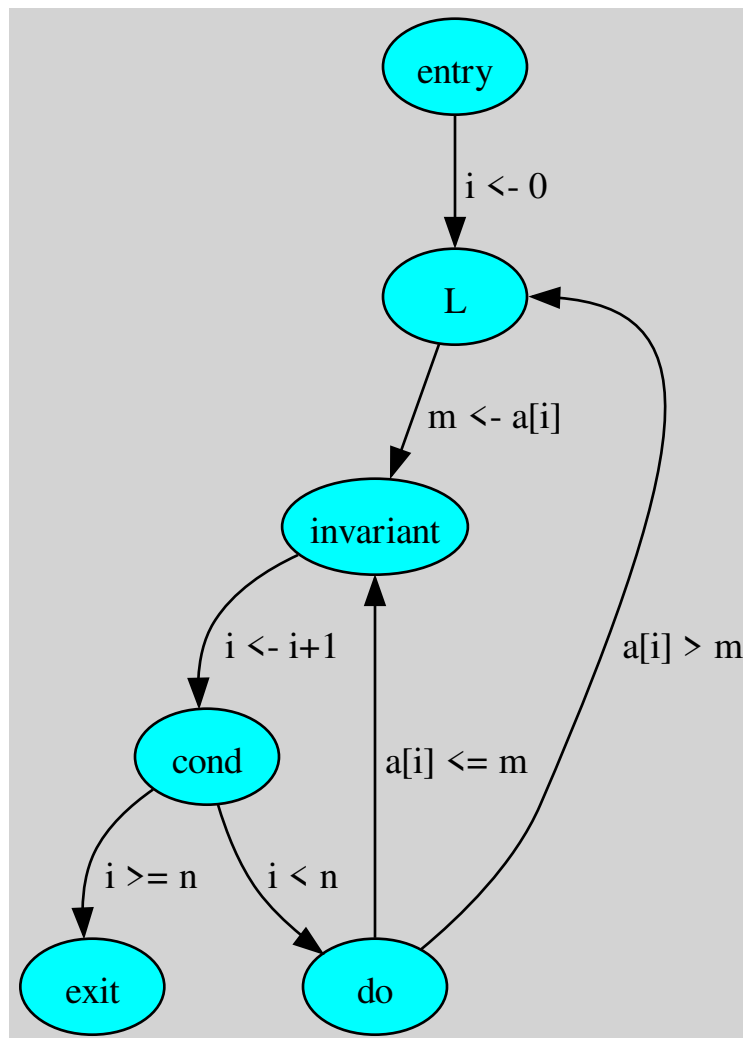 entry
i <- 0
L
m <- a[i]
invariant
i <- i+1
a[i] > m
cond
a[i] <= m
i >= n
i < n
exit
do